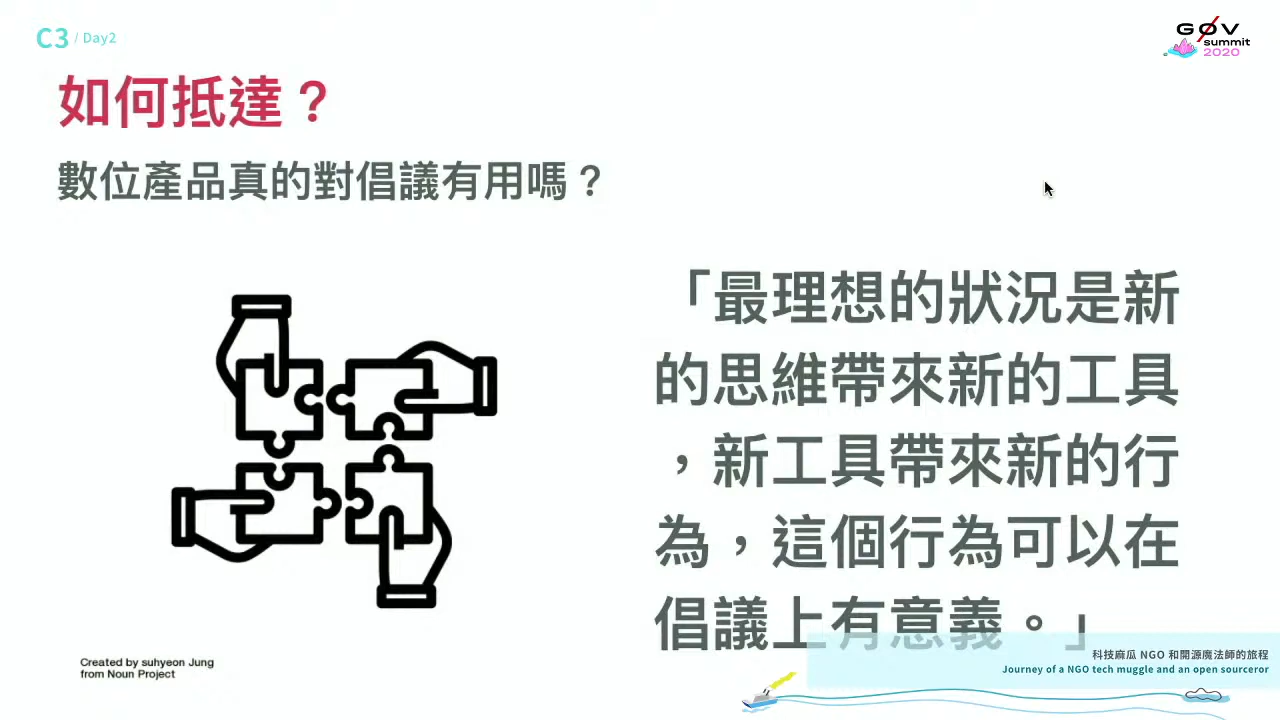 C3 / Day2
GØV
summit
2020
如何抵達？
數位產品真的對倡議有用嗎？
「最理想的狀況是新
的思維帶來新的工具
，新工具帶來新的行
為，這個行為可以在
倡議上有意義。」
Created by suhyeon Jung
from Noun Project
科技麻瓜 NGO 和開源魔法師的旅程
Journey of a NGO tech muggle and an open sourceror